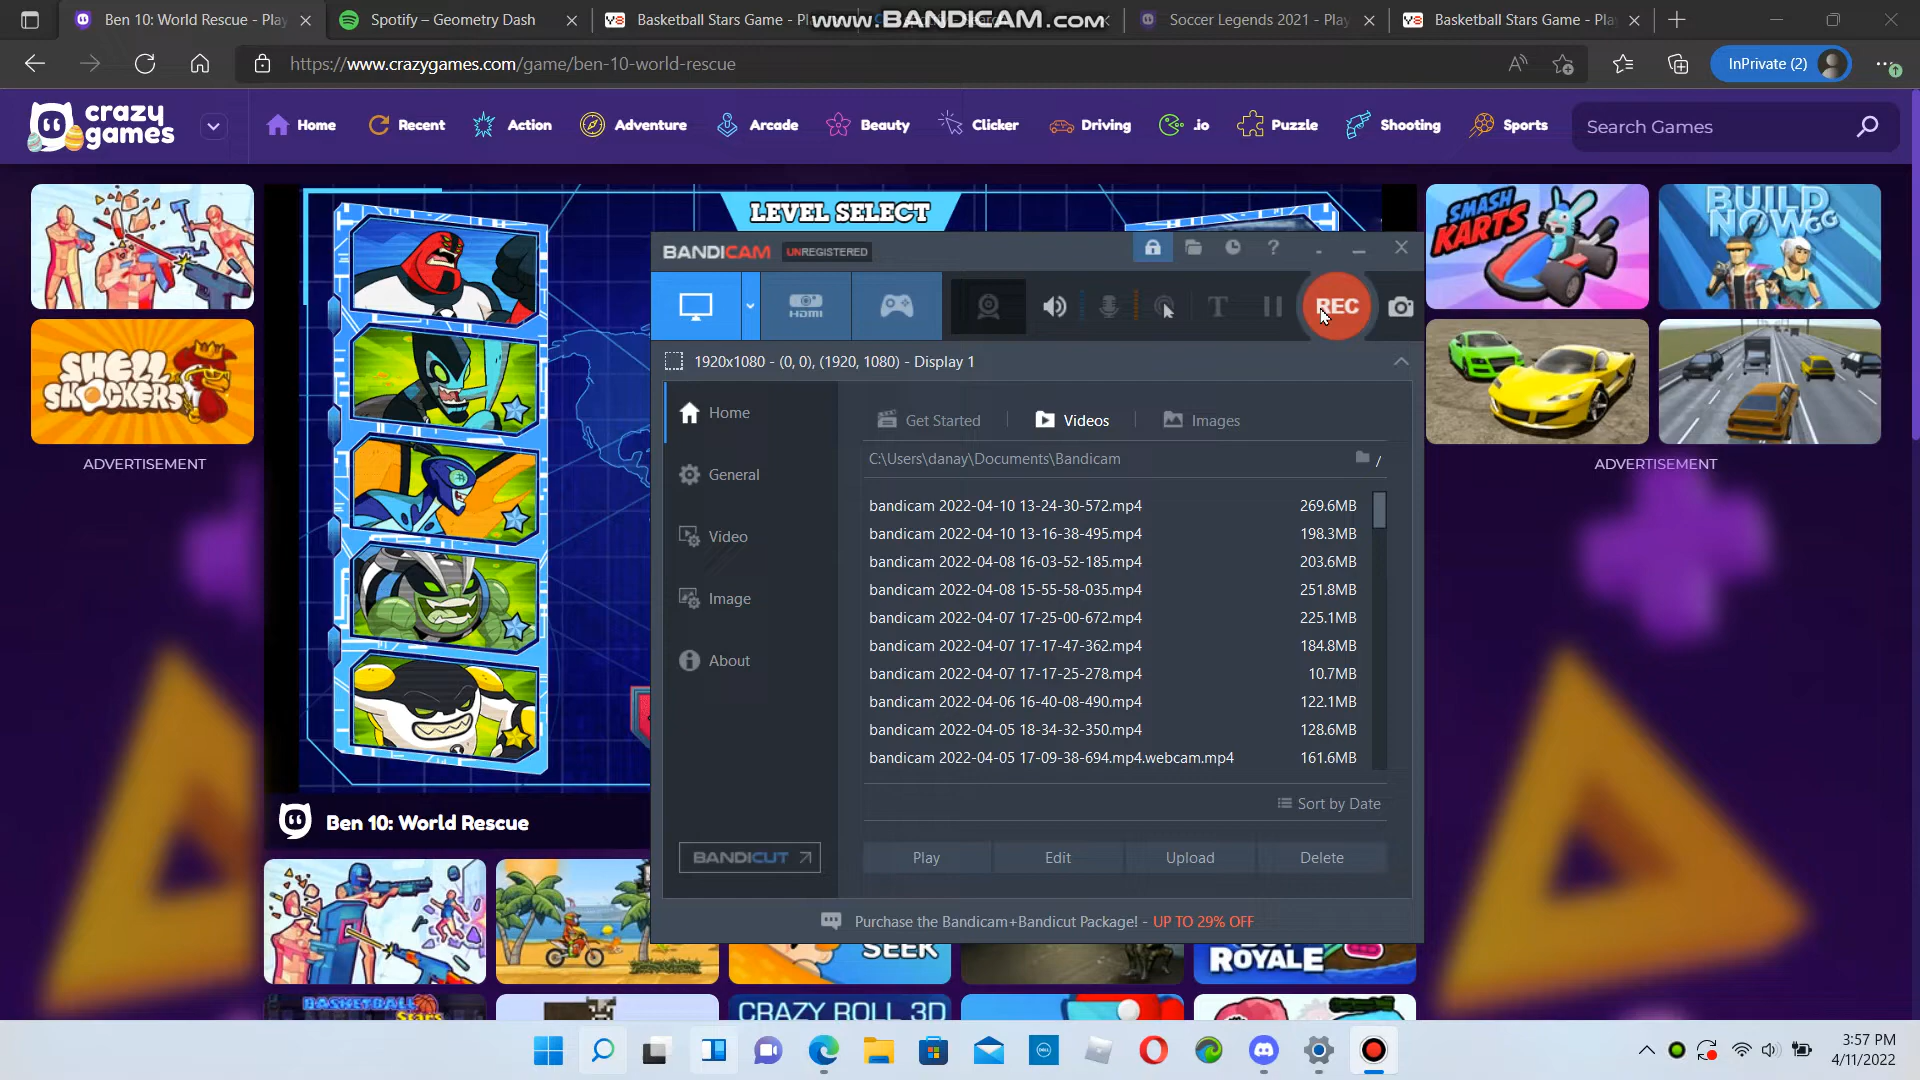 Ben 10: World Rescue - Play
Spotify – Geometry Dash
Basketball Stars Game - Pl
WWW.BANDICAM.COM
Soccer Legends 2021 - Play
Basketball Stars Game - Pla
https://www.crazygames.com/game/ben-10-world-rescue
InPrivate (2)
crazy
games
Home
Recent
Action
Adventure
Arcade
Beauty
Clicker
Driving
.io
Puzzle
Shooting
Sports
Search Games
LEVEL SELECT
SMASH
KARTS
BUILD
NOW GG
SHELL
SHOCKERS
ADVERTISEMENT
ADVERTISEMENT
BANDICAM UNREGISTERED
HDMI
REC
1920x1080 - (0, 0), (1920, 1080) - Display 1
Home
General
Video
Image
About
Get Started
Videos
Images
C:\Users\danay\Documents\Bandicam
/
bandicam 2022-04-10 13-24-30-572.mp4 269.6MB
bandicam 2022-04-10 13-16-38-495.mp4 198.3MB
bandicam 2022-04-08 16-03-52-185.mp4 203.6MB
bandicam 2022-04-08 15-55-58-035.mp4 251.8MB
bandicam 2022-04-07 17-25-00-672.mp4 225.1MB
bandicam 2022-04-07 17-17-47-362.mp4 184.8MB
bandicam 2022-04-07 17-17-25-278.mp4 10.7MB
bandicam 2022-04-06 16-40-08-490.mp4 122.1MB
bandicam 2022-04-05 18-34-32-350.mp4 128.6MB
bandicam 2022-04-05 17-09-38-694.mp4.webcam.mp4 161.6MB
Sort by Date
BANDICUT
Play
Edit
Upload
Delete
Purchase the Bandicam+Bandicut Package! - UP TO 29% OFF
Ben 10: World Rescue
SEEK
ROYALE
BASKETBALL
Stars
CRAZY ROLL 3D
DELL
3:57 PM
4/11/2022